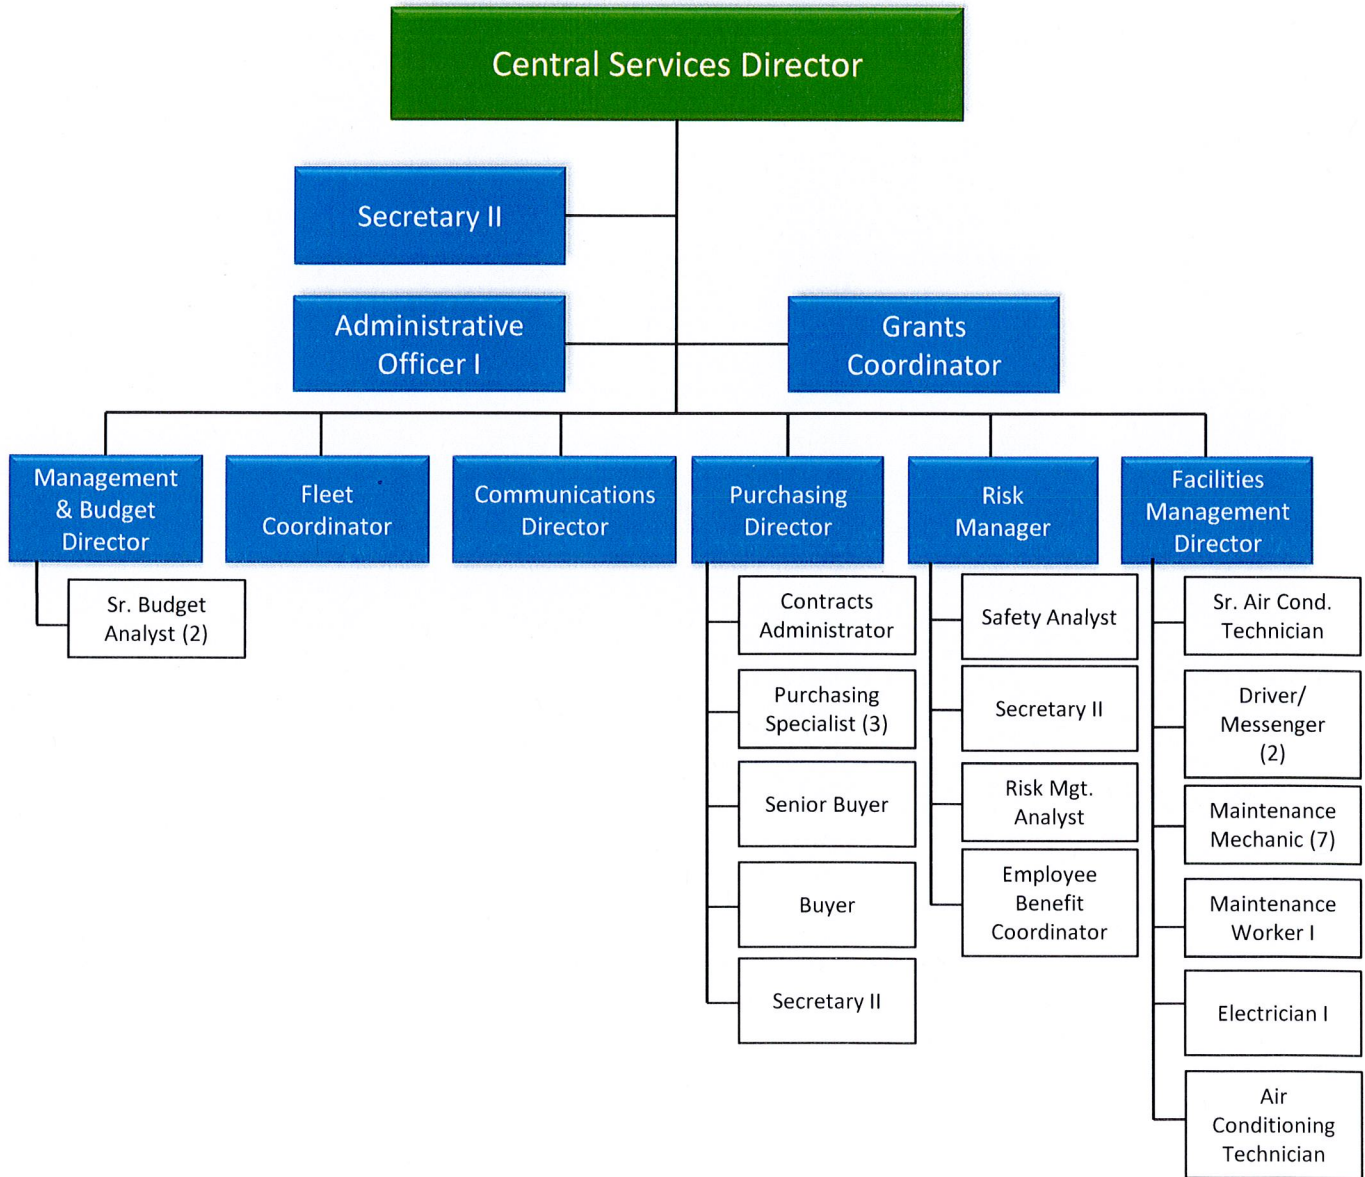 Central Services Director
Secretary II
Administrative
Officer I
Grants
Coordinator
Management
& Budget
Director
Fleet
Coordinator
Communications
Director
Purchasing
Director
Risk
Manager
Facilities
Management
Director
Sr. Budget
Analyst (2)
Contracts
Administrator
Purchasing
Specialist (3)
Senior Buyer
Buyer
Secretary II
Safety Analyst
Secretary II
Risk Mgt.
Analyst
Employee
Benefit
Coordinator
Sr. Air Cond.
Technician
Driver/
Messenger
(2)
Maintenance
Mechanic (7)
Maintenance
Worker I
Electrician I
Air
Conditioning
Technician